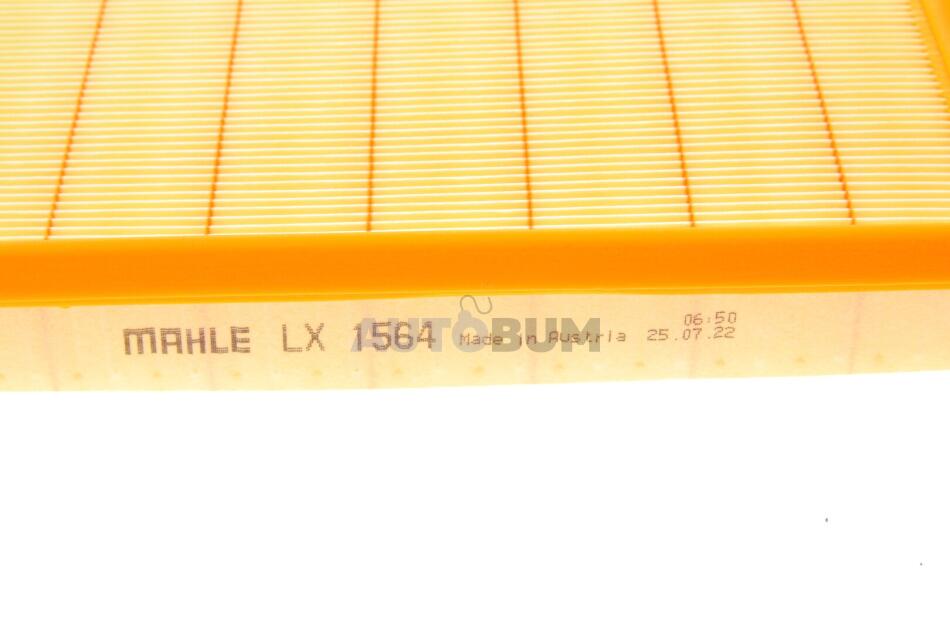 06:50
MAHLE LX 1564 Made in Austria 25.07.22
AUTOBUM